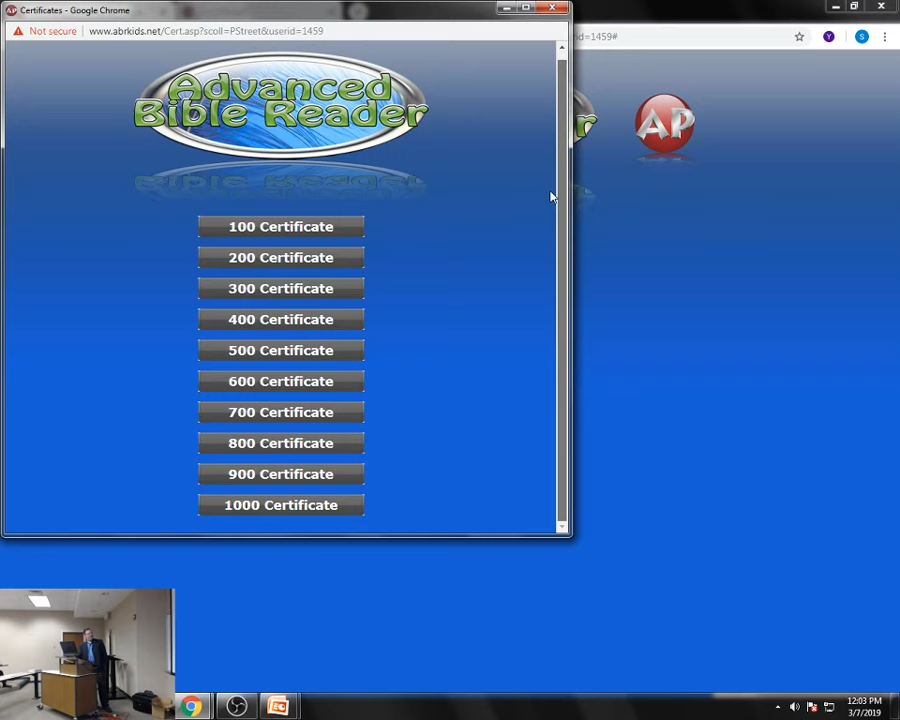 Certificates - Google Chrome
Not secure
www.abrkids.net/Cert.asp?scoll=PStreet&userid=1459
id=1459#
Y
S
Advanced
Bible Reader
AP
100 Certificate
200 Certificate
300 Certificate
400 Certificate
500 Certificate
600 Certificate
700 Certificate
800 Certificate
900 Certificate
1000 Certificate
12:03 PM
3/7/2019